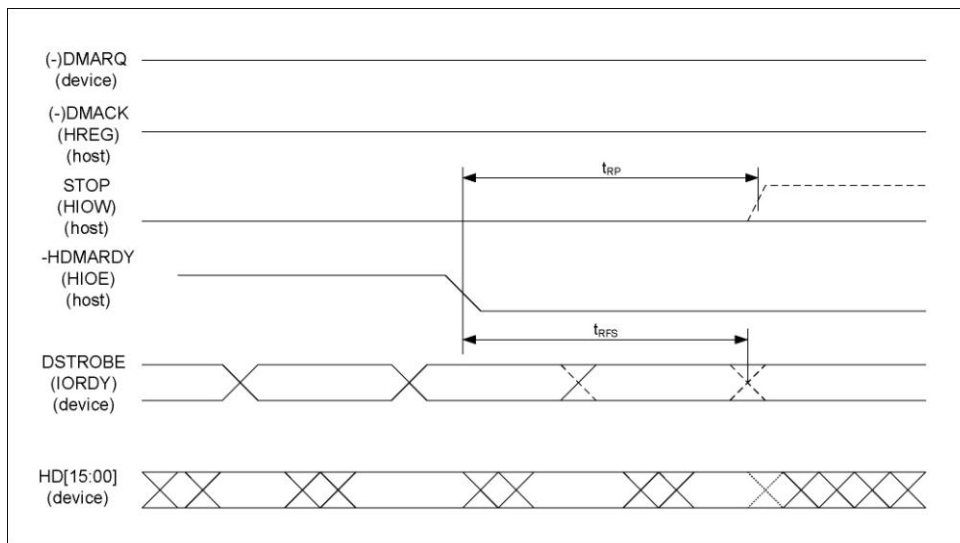 (-)DMARQ
(device)
(-)DMACK
(HREG)
(host)
STOP
(HIOW)
(host)
tRP
-HDMARDY
(HIOE)
(host)
tRFS
DSTROBE
(IORDY)
(device)
HD[15:00]
(device)